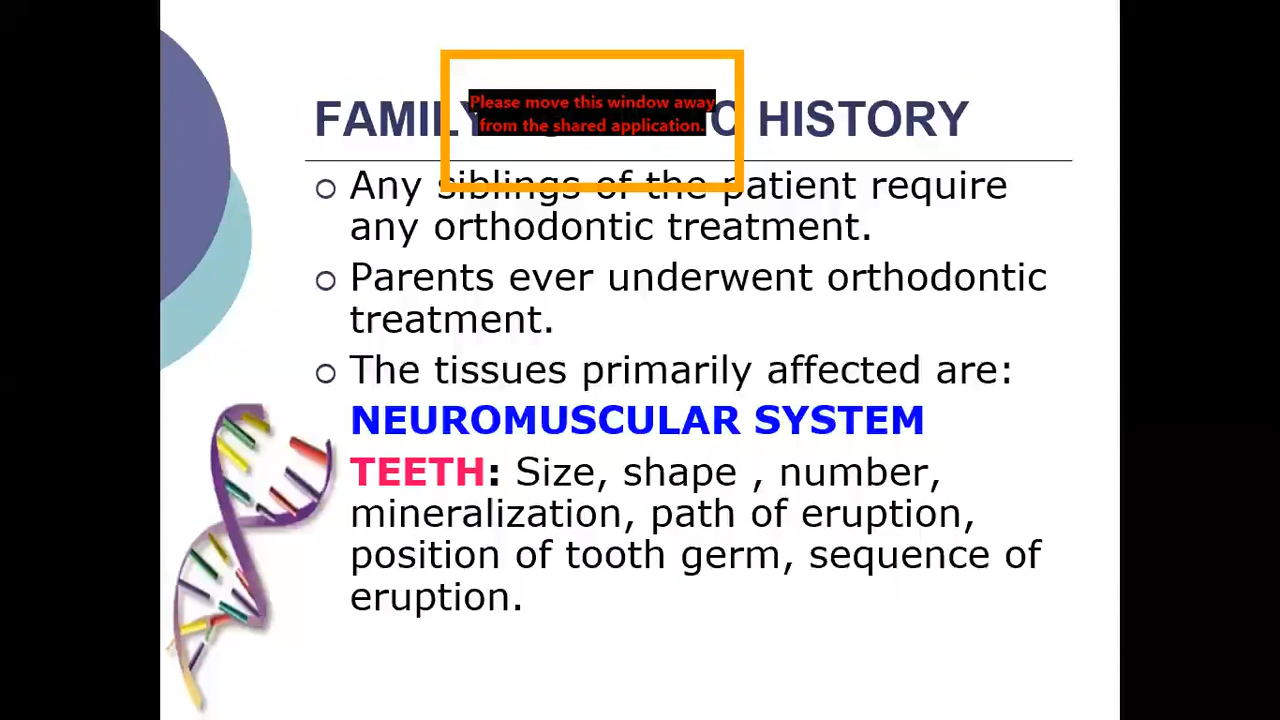 Please move this window away
from the shared application.
FAMILY HISTORY
Any siblings of the patient require
any orthodontic treatment.
Parents ever underwent orthodontic
treatment.
The tissues primarily affected are:
NEUROMUSCULAR SYSTEM
TEETH: Size, shape , number,
mineralization, path of eruption,
position of tooth germ, sequence of
eruption.